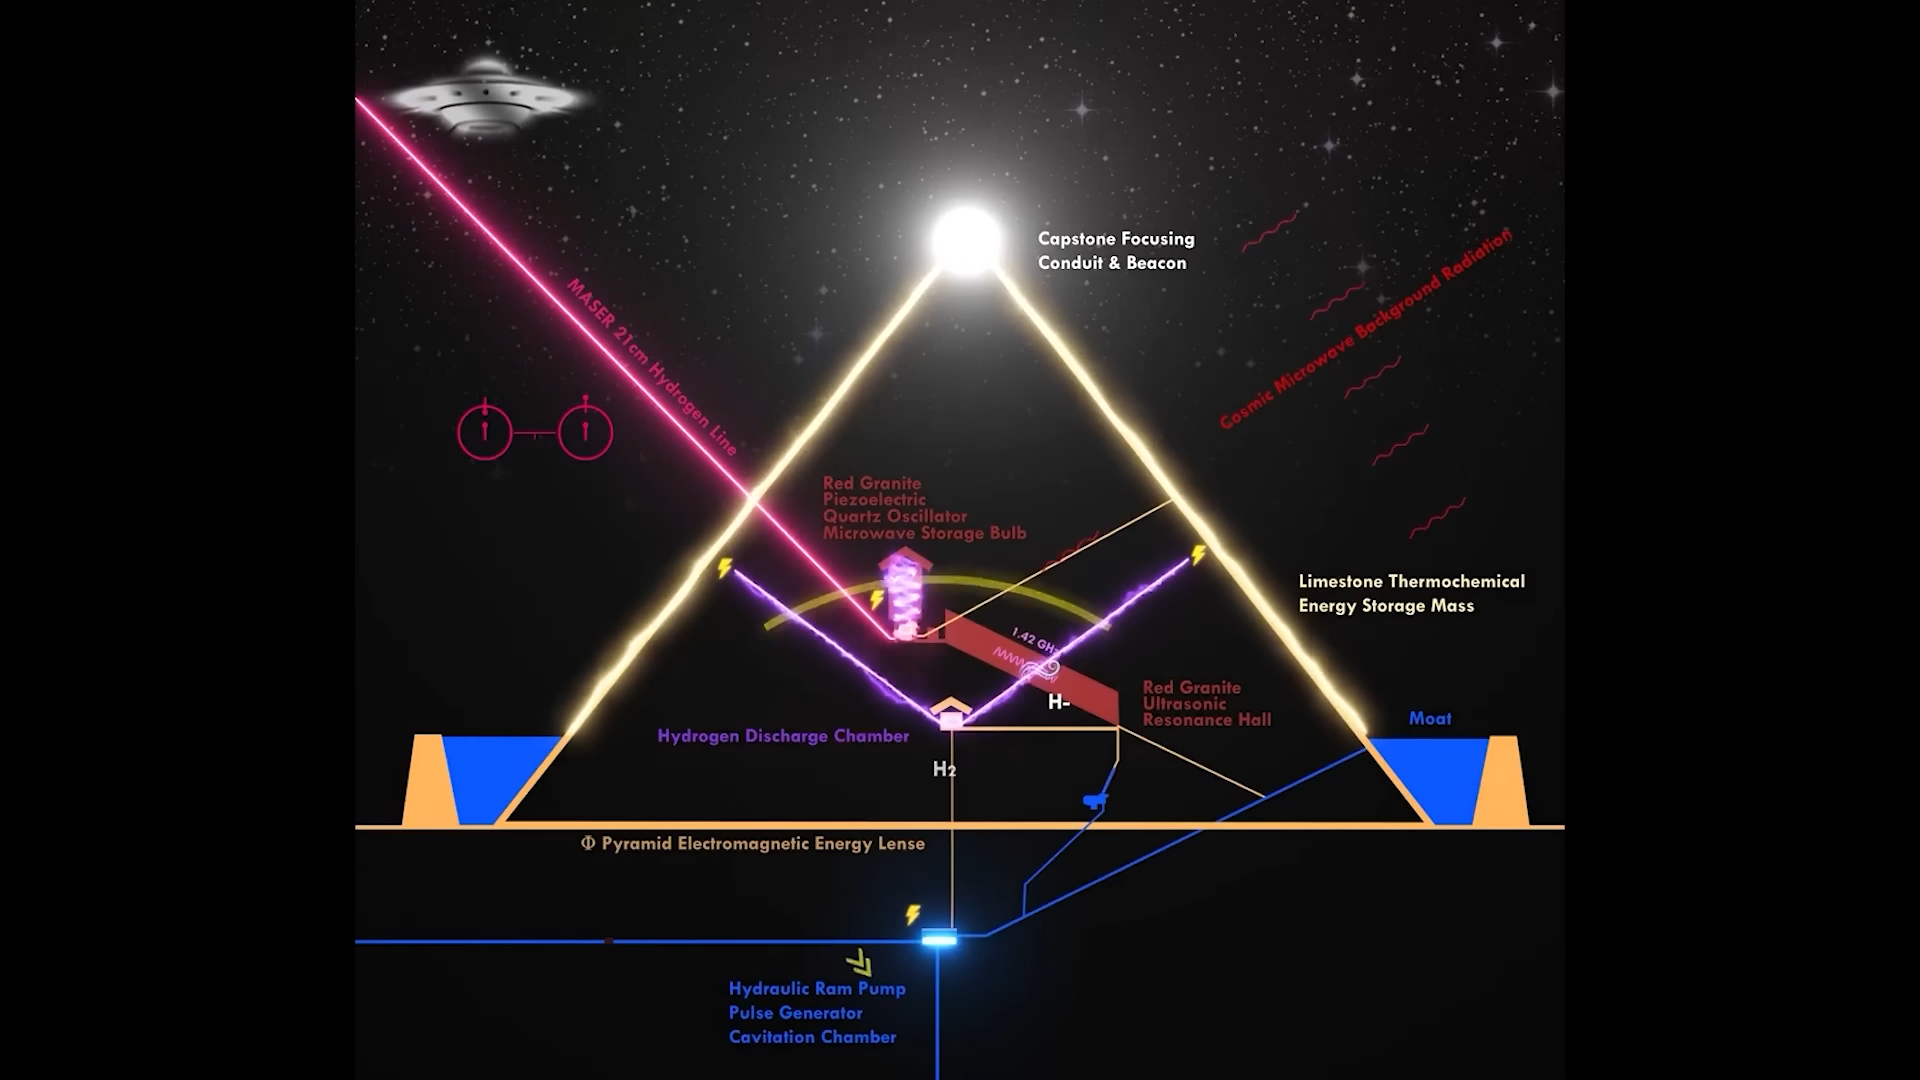 Capstone Focusing
Conduit & Beacon
Cosmic Microwave Background Radiation
MASER 21cm Hydrogen Line
Red Granite
Piezoelectric
Quartz Oscillator
Microwave Storage Bulb
Limestone Thermochemical
Energy Storage Mass
1.42 GHz
H-
Red Granite
Ultrasonic
Resonance Hall
Moat
Hydrogen Discharge Chamber
H2
Φ Pyramid Electromagnetic Energy Lense
Hydraulic Ram Pump
Pulse Generator
Cavitation Chamber